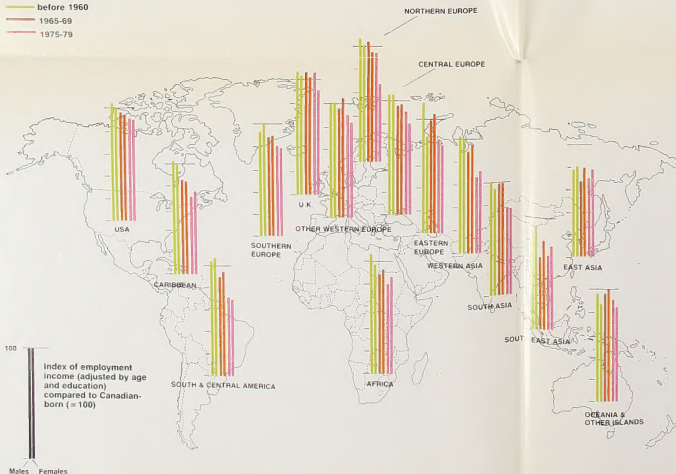 before 1960
1965-69
1975-79
NORTHERN EUROPE
CENTRAL EUROPE
USA
CARIBBEAN
SOUTH & CENTRAL AMERICA
SOUTHERN
EUROPE
U.K.
OTHER WESTERN EUROPE
EASTERN
EUROPE
WESTERN ASIA
SOUTH ASIA
SOUTH EAST ASIA
EAST ASIA
AFRICA
OCEANIA &
OTHER ISLANDS
100
Index of employment
income (adjusted by age
and education)
compared to Canadian-
born (= 100)
Males Females